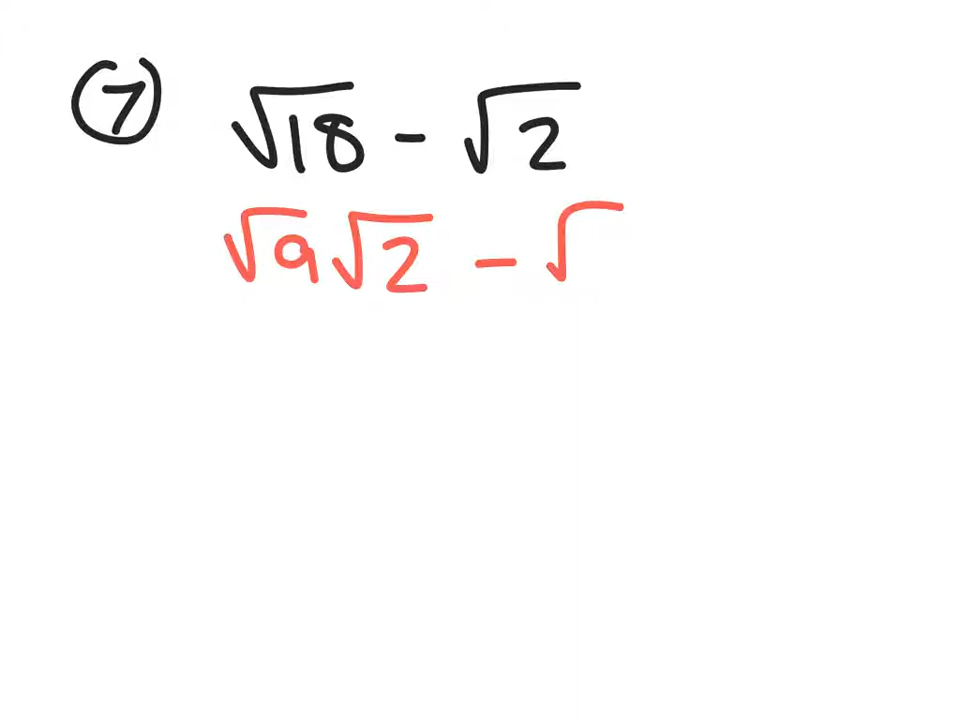 ⑦ √18 - √2
√9 √2 - √